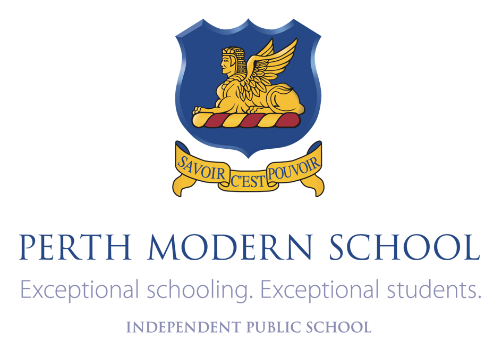 SAVOIR C'EST POUVOIR
PERTH MODERN SCHOOL
Exceptional schooling. Exceptional students.
INDEPENDENT PUBLIC SCHOOL